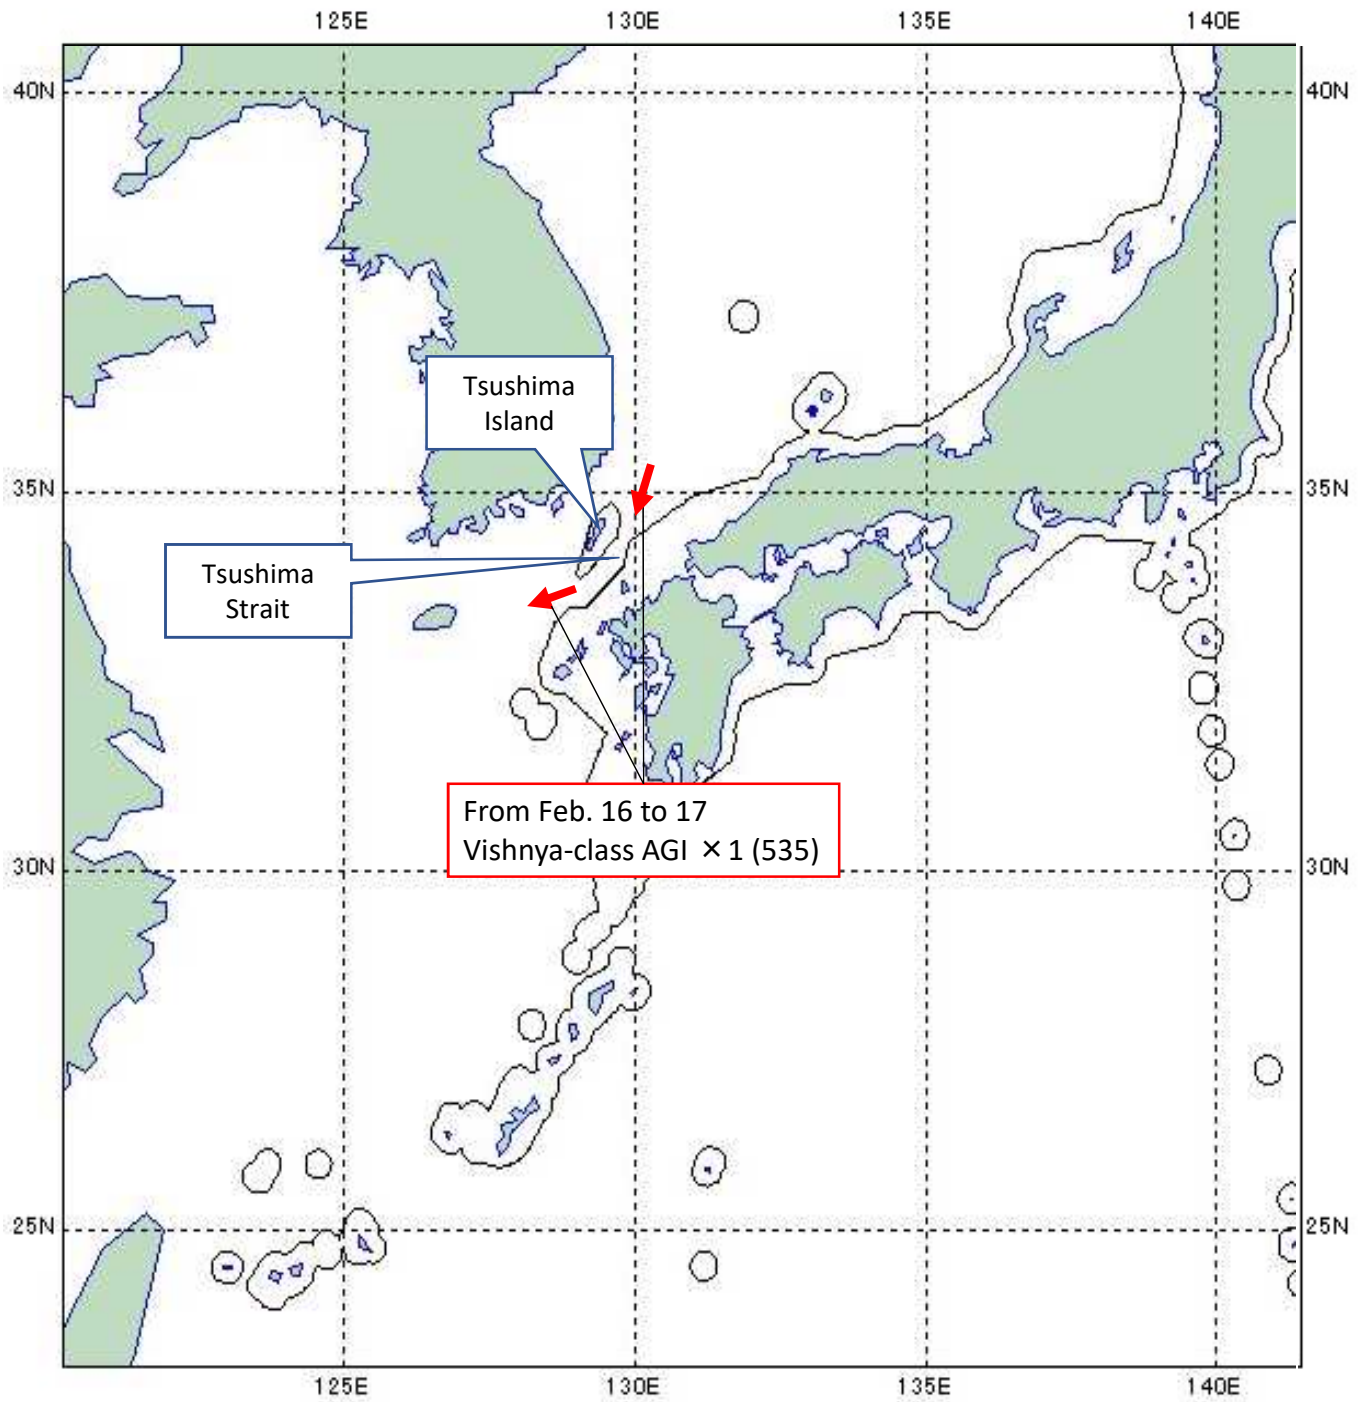 125E 130E 135E 140E
40N 40N
Tsushima
Island
35N 35N
Tsushima
Strait
From Feb. 16 to 17
Vishnya-class AGI ×1 (535)
30N 30N
25N 25N
125E 130E 135E 140E